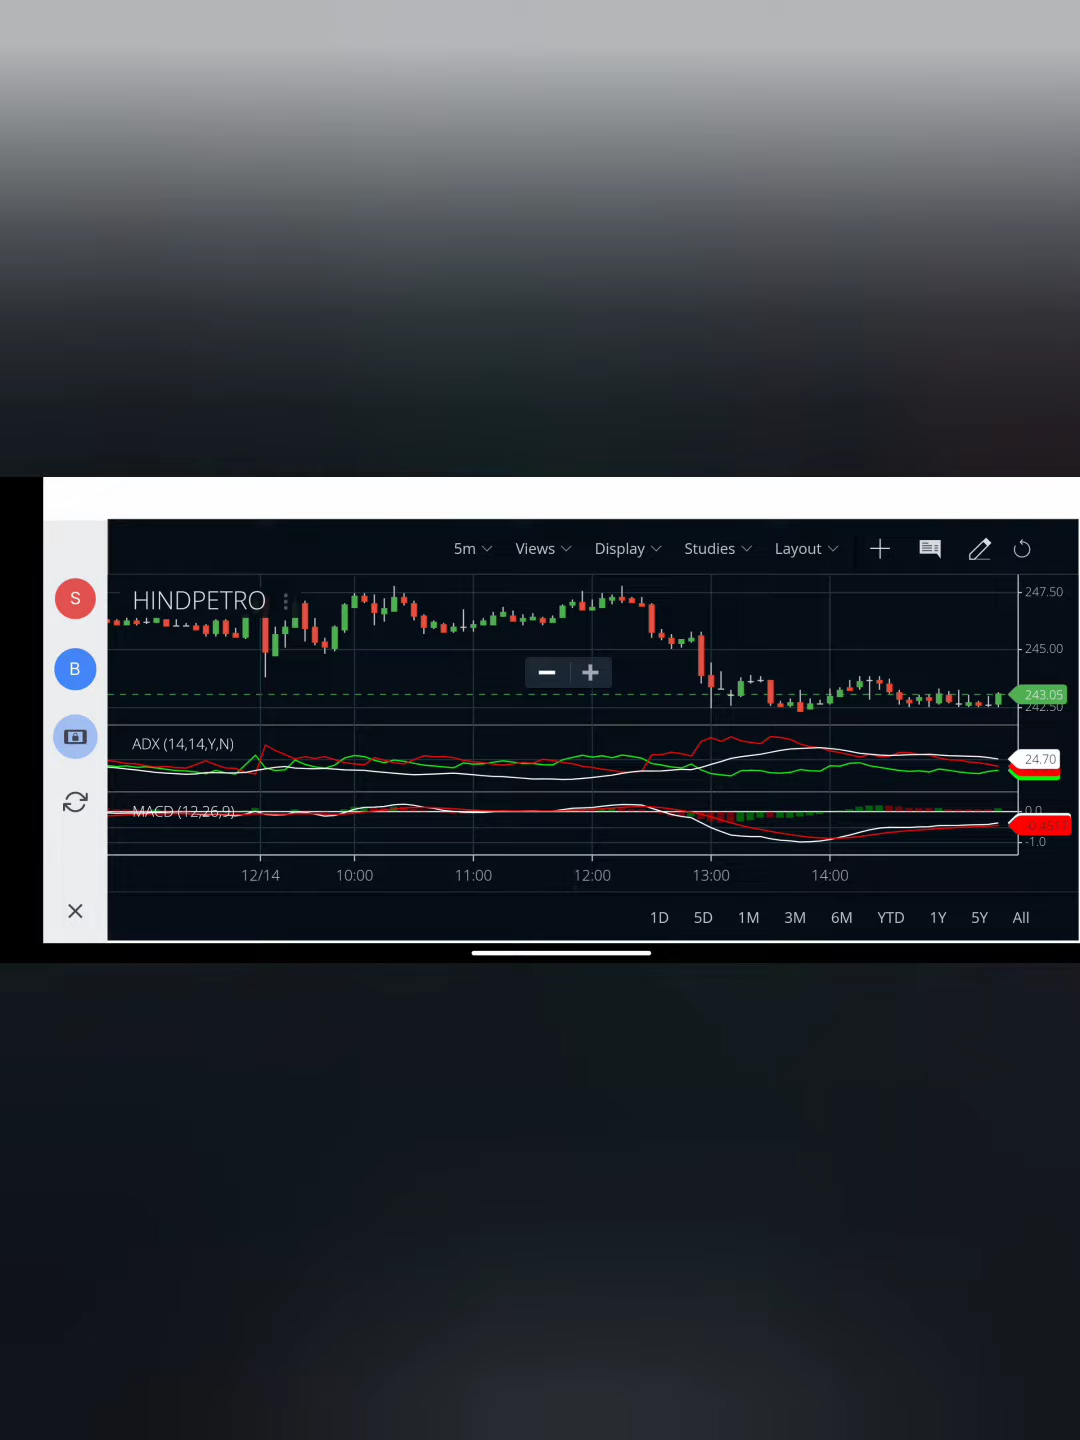 5m Views Display Studies Layout
S
HINDPETRO
247.50
245.00
B
243.05
242.50
ADX (14,14,Y,N)
24.70
MACD (12,26,9)
0.0
-1.0
12/14 10:00 11:00 12:00 13:00 14:00
1D 5D 1M 3M 6M YTD 1Y 5Y All